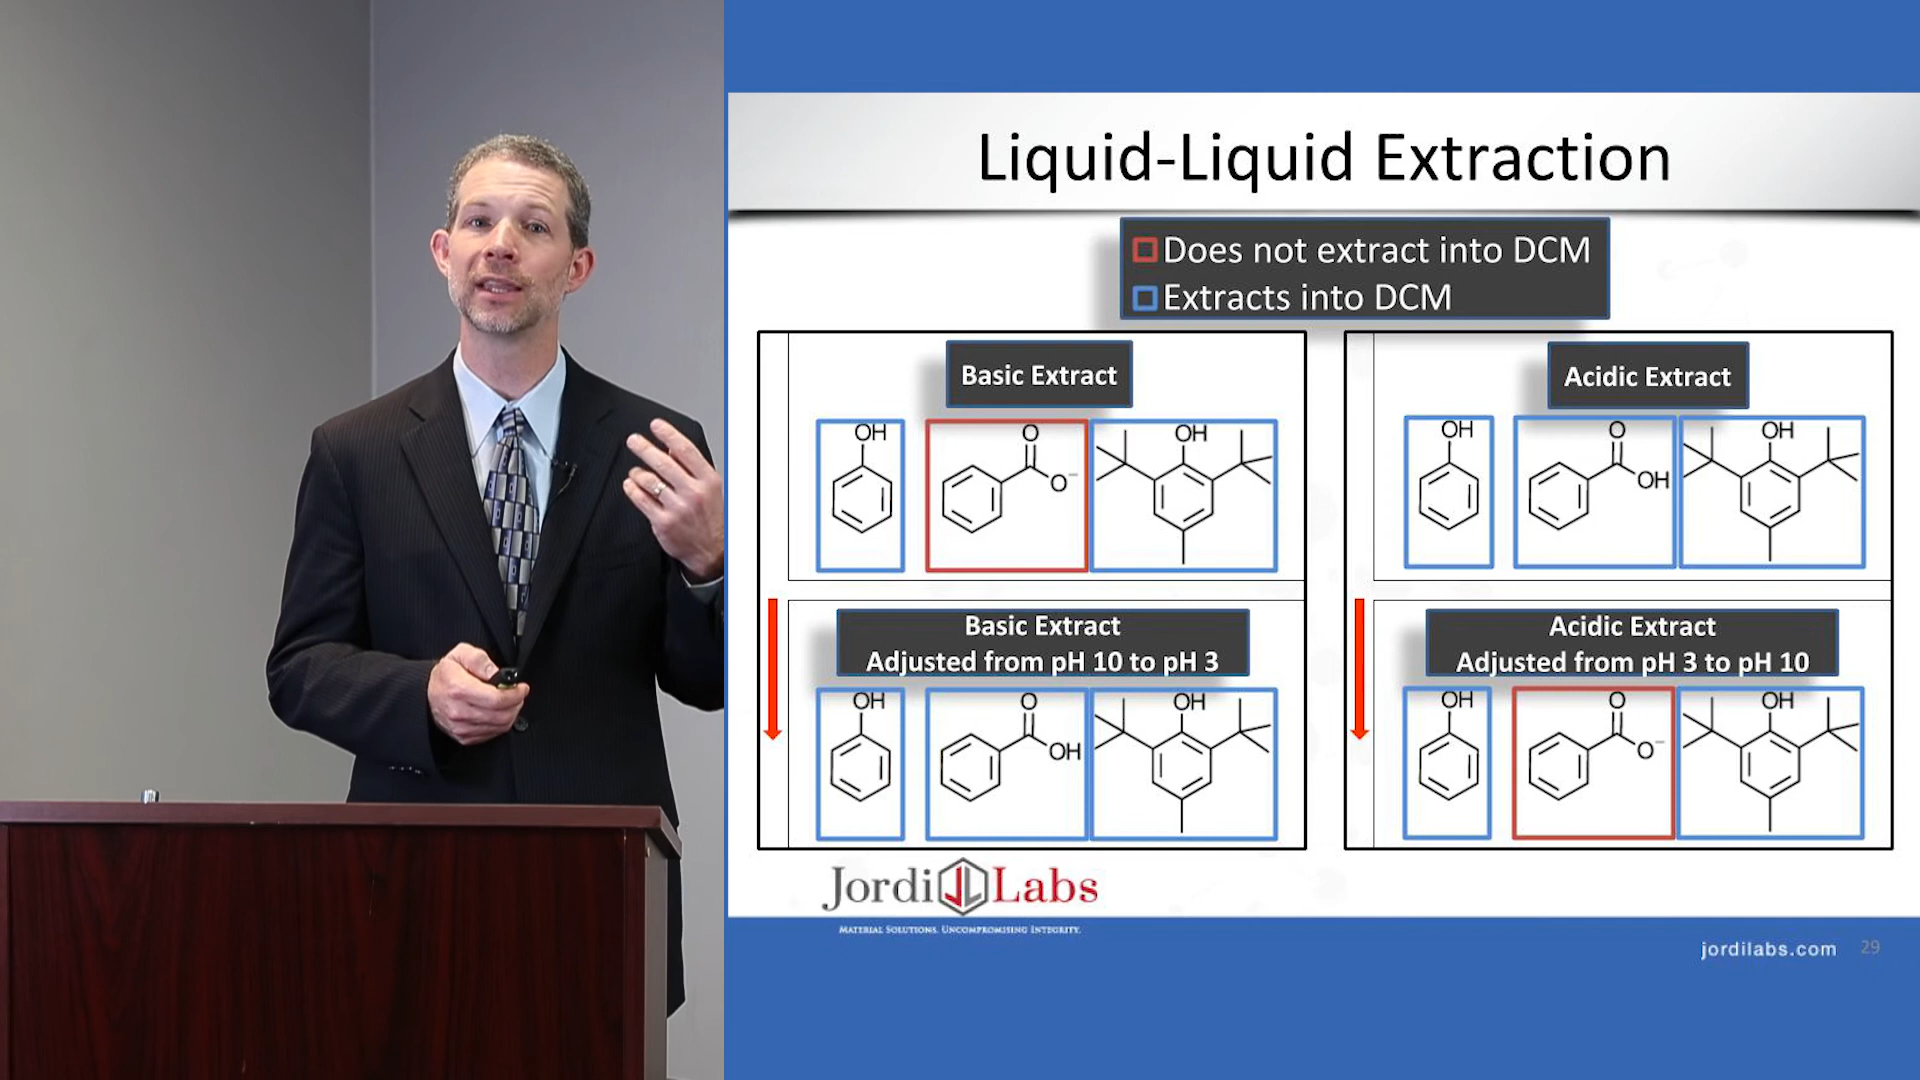 Liquid-Liquid Extraction
Does not extract into DCM
Extracts into DCM
Basic Extract
OH
O
O⁻
OH
Basic Extract
Adjusted from pH 10 to pH 3
OH
O
OH
OH
Acidic Extract
OH
O
OH
OH
Acidic Extract
Adjusted from pH 3 to pH 10
OH
O
O⁻
OH
Jordi JL Labs
Material Solutions. Uncompromising Integrity.
jordilabs.com 29